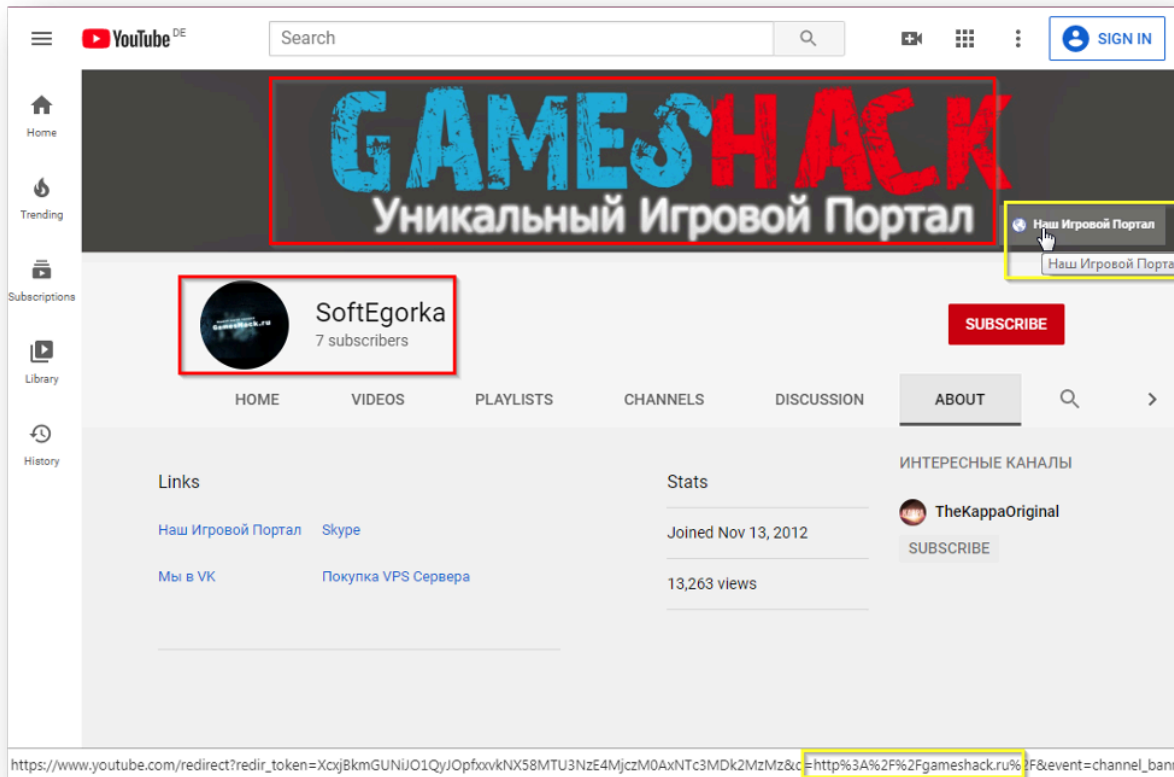 YouTube DE
Search
SIGN IN
Home
Trending
Subscriptions
Library
History
GAMESHACK
Уникальный Игровой Портал
Наш Игровой Портал
Наш Игровой Порта
GamesHack.ru
SoftEgorka
7 subscribers
SUBSCRIBE
HOME VIDEOS PLAYLISTS CHANNELS DISCUSSION ABOUT
Links
Наш Игровой Портал Skype
Мы в VK Покупка VPS Сервера
Stats
Joined Nov 13, 2012
13,263 views
ИНТЕРЕСНЫЕ КАНАЛЫ
TheKappaOriginal
SUBSCRIBE
https://www.youtube.com/redirect?redir_token=XcxjBkmGUNiJO1QyJOpfxxvkNX58MTU3NzE4MjczM0AxNTc3MDk2MzMz&q=http%3A%2F%2Fgameshack.ru%2F&event=channel_ban